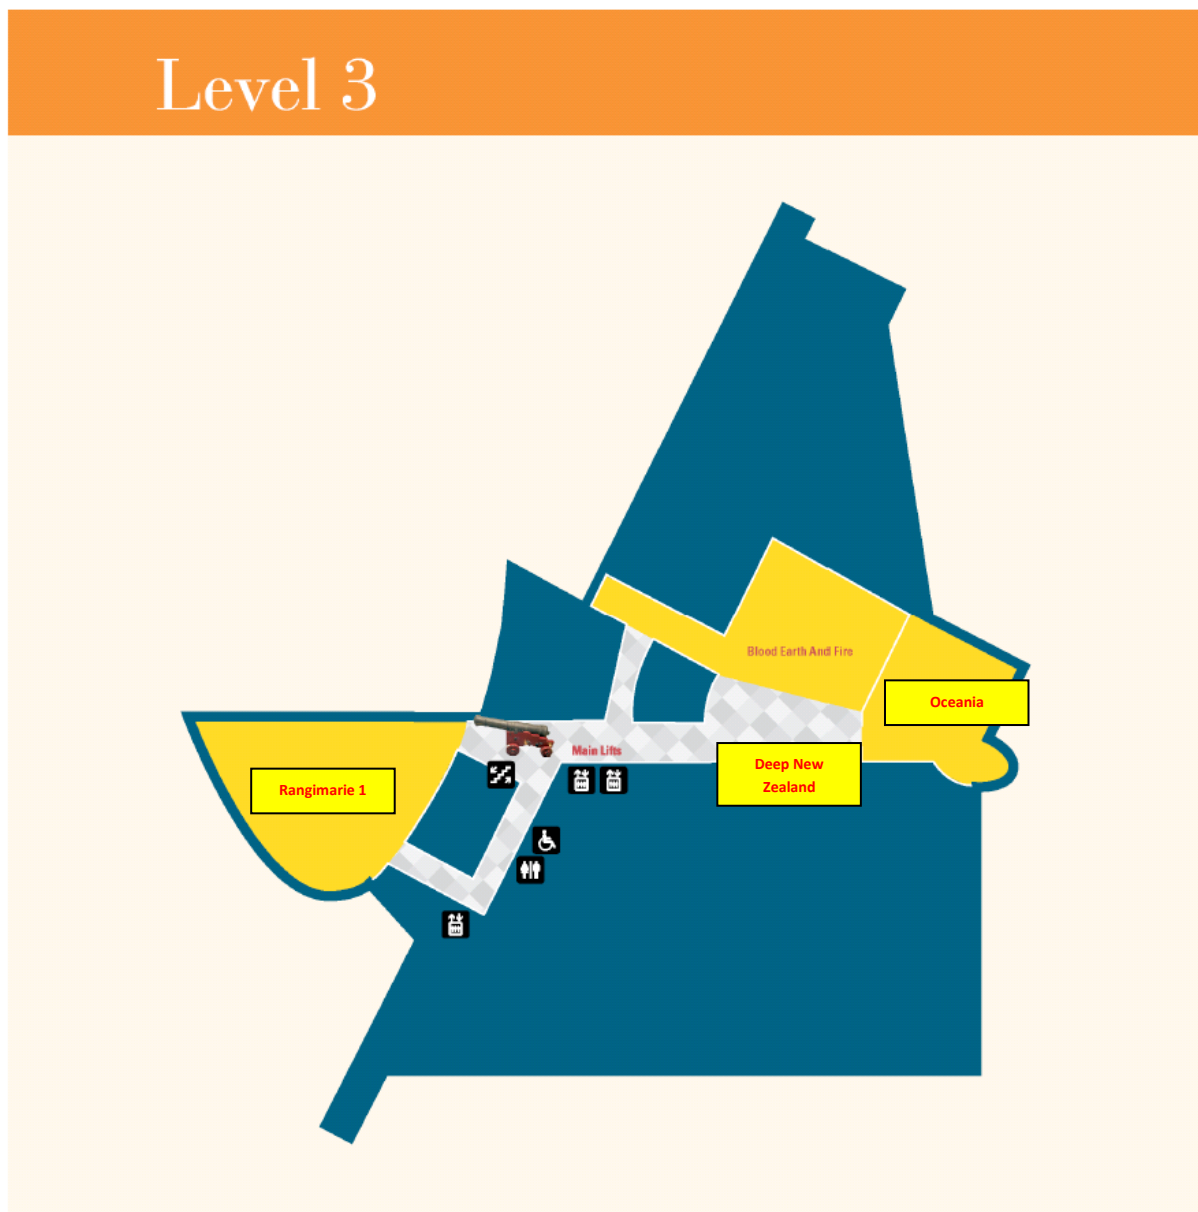 Level 3
Blood Earth And Fire
Oceania
Main Lifts
Deep New
Zealand
Rangimarie 1